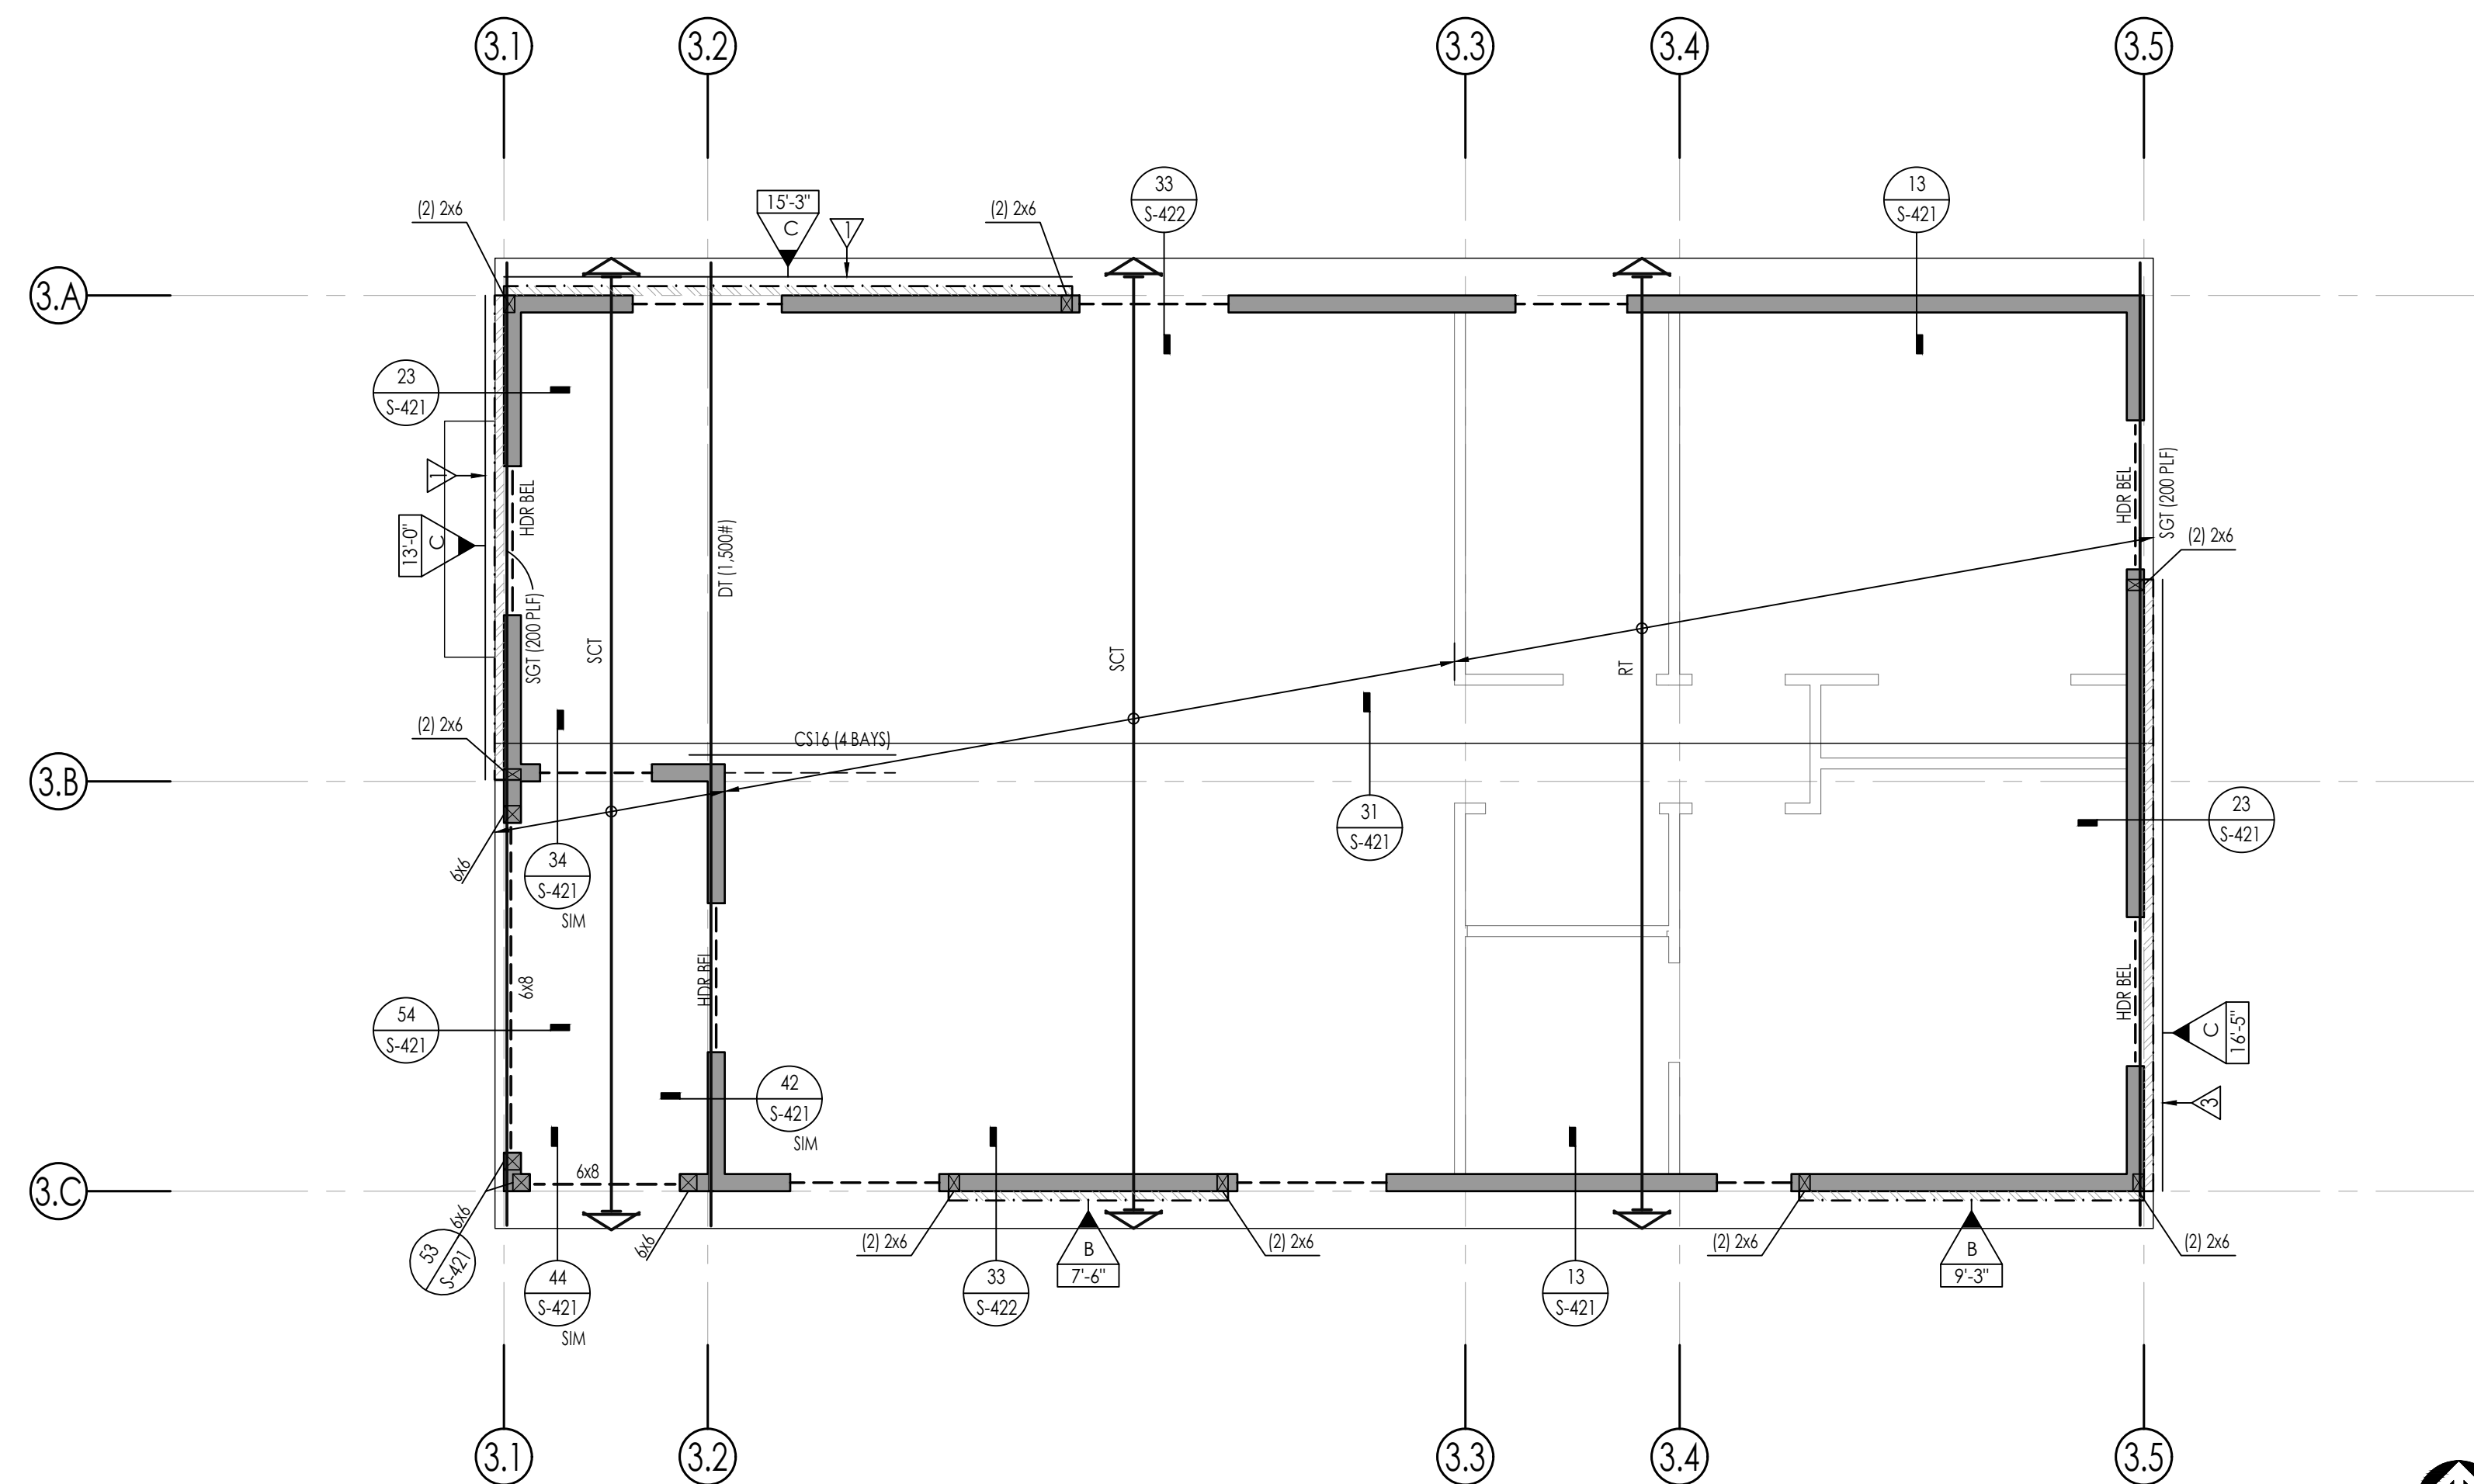 3.1
3.2
3.3
3.4
3.5
(2) 2x6
15'-3"
C
1
(2) 2x6
33
S-422
13
S-421
3.A
23
S-421
1
13'-0"
C
HDR BEL
SGT (200 PLF)
SCT
DT (1,500#)
SCT
RT
HDR BEL
SGT (200 PLF)
(2) 2x6
(2) 2x6
CS16 (4 BAYS)
3.B
6x6
34
S-421
SIM
31
S-421
23
S-421
6x8
HDR BEL
HDR BEL
54
S-421
C
16'-5"
42
S-421
SIM
3
3.C
6x8
6x6
53
S-421
6x6
44
S-421
SIM
(2) 2x6
33
S-422
B
7'-6"
(2) 2x6
13
S-421
(2) 2x6
B
9'-3"
(2) 2x6
3.1
3.2
3.3
3.4
3.5